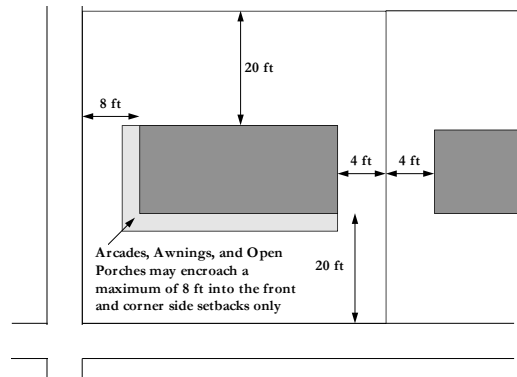 20 ft
8 ft
4 ft
4 ft
Arcades, Awnings, and Open
Porches may encroach a
maximum of 8 ft into the front
and corner side setbacks only
20 ft